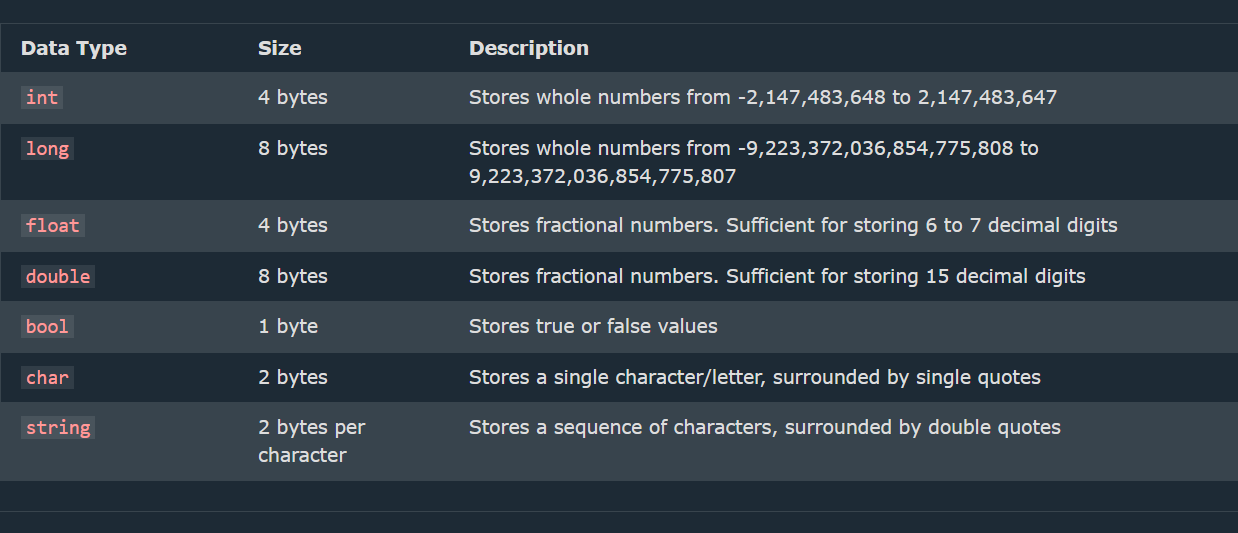 Data Type Size Description
int 4 bytes Stores whole numbers from -2,147,483,648 to 2,147,483,647
long 8 bytes Stores whole numbers from -9,223,372,036,854,775,808 to
9,223,372,036,854,775,807
float 4 bytes Stores fractional numbers. Sufficient for storing 6 to 7 decimal digits
double 8 bytes Stores fractional numbers. Sufficient for storing 15 decimal digits
bool 1 byte Stores true or false values
char 2 bytes Stores a single character/letter, surrounded by single quotes
string 2 bytes per Stores a sequence of characters, surrounded by double quotes
character